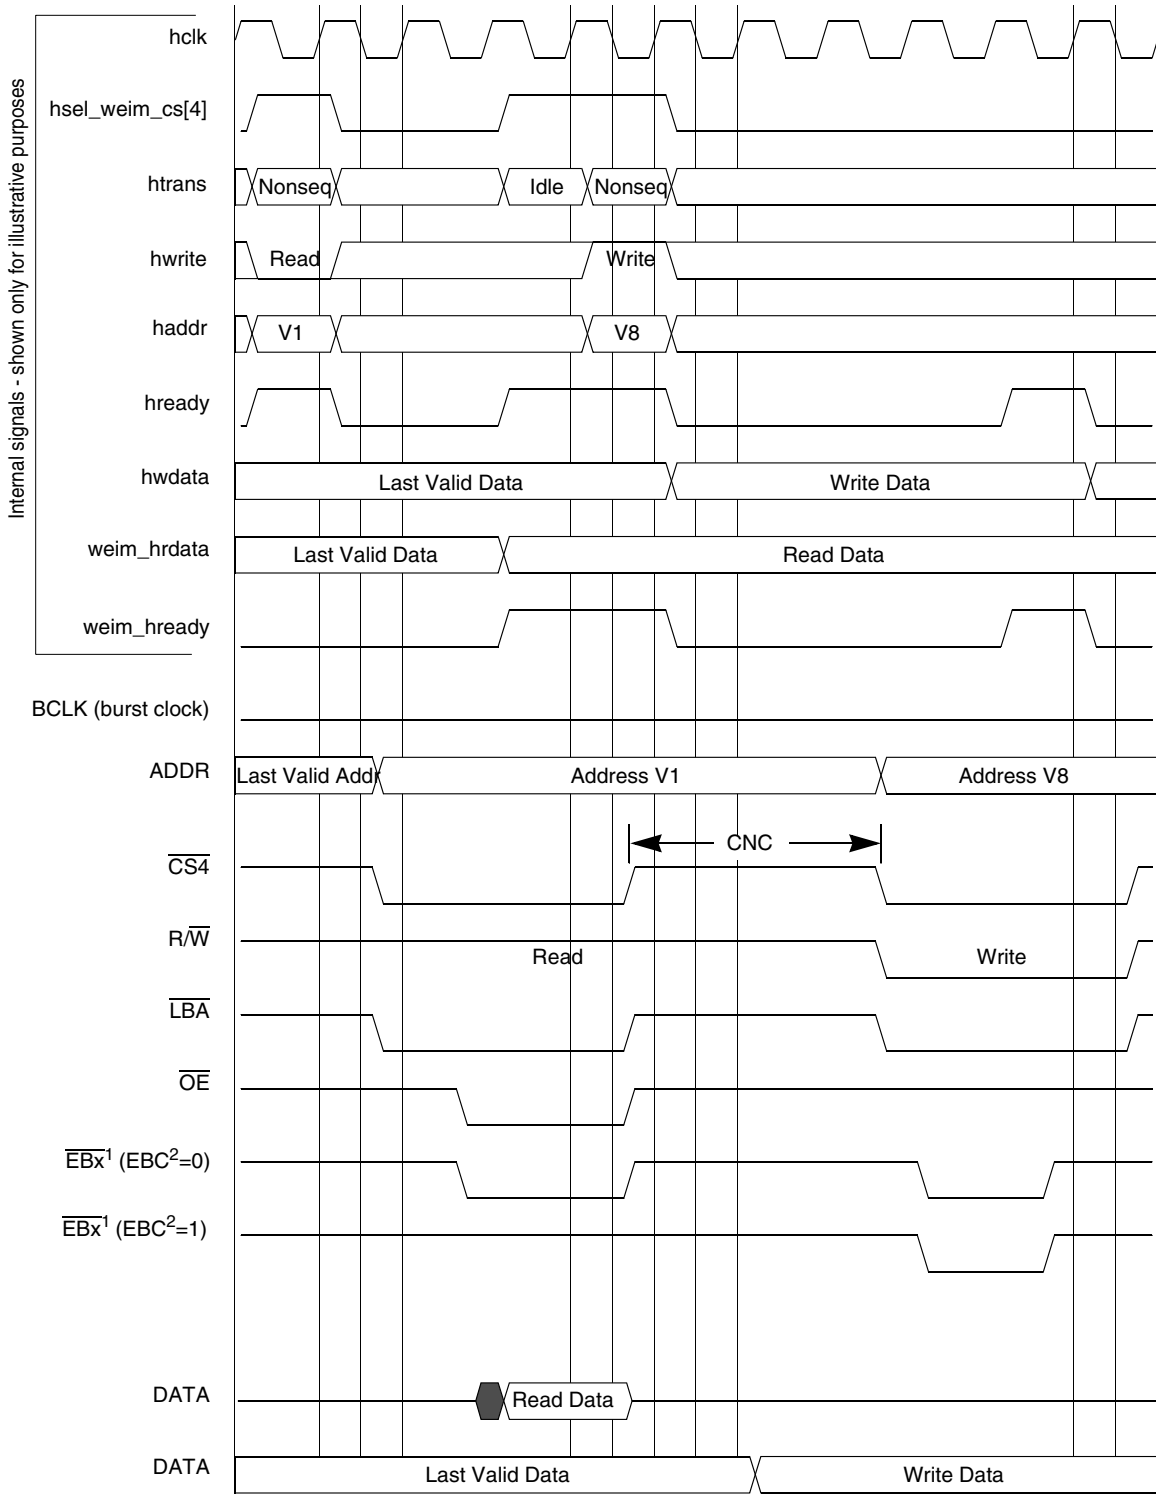 Internal signals - shown only for illustrative purposes
hclk
hsel_weim_cs[4]
htrans Nonseq Idle Nonseq
hwrite Read Write
haddr V1 V8
hready
hwdata Last Valid Data Write Data
weim_hrdata Last Valid Data Read Data
weim_hready
BCLK (burst clock)
ADDR Last Valid Addr Address V1 Address V8
CNC
CS4
R/W Read Write
LBA
OE
EBx1 (EBC2=0)
EBx1 (EBC2=1)
DATA Read Data
DATA Last Valid Data Write Data